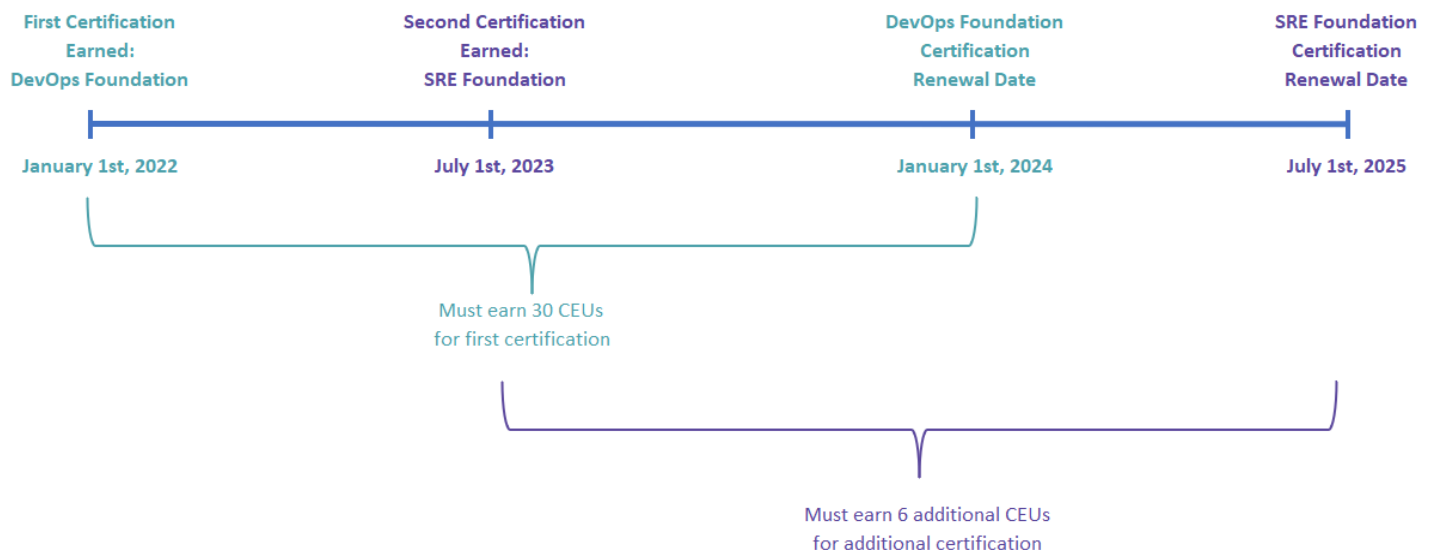 First Certification
Earned:
DevOps Foundation
Second Certification
Earned:
SRE Foundation
DevOps Foundation
Certification
Renewal Date
SRE Foundation
Certification
Renewal Date
January 1st, 2022
July 1st, 2023
January 1st, 2024
July 1st, 2025
Must earn 30 CEUs
for first certification
Must earn 6 additional CEUs
for additional certification